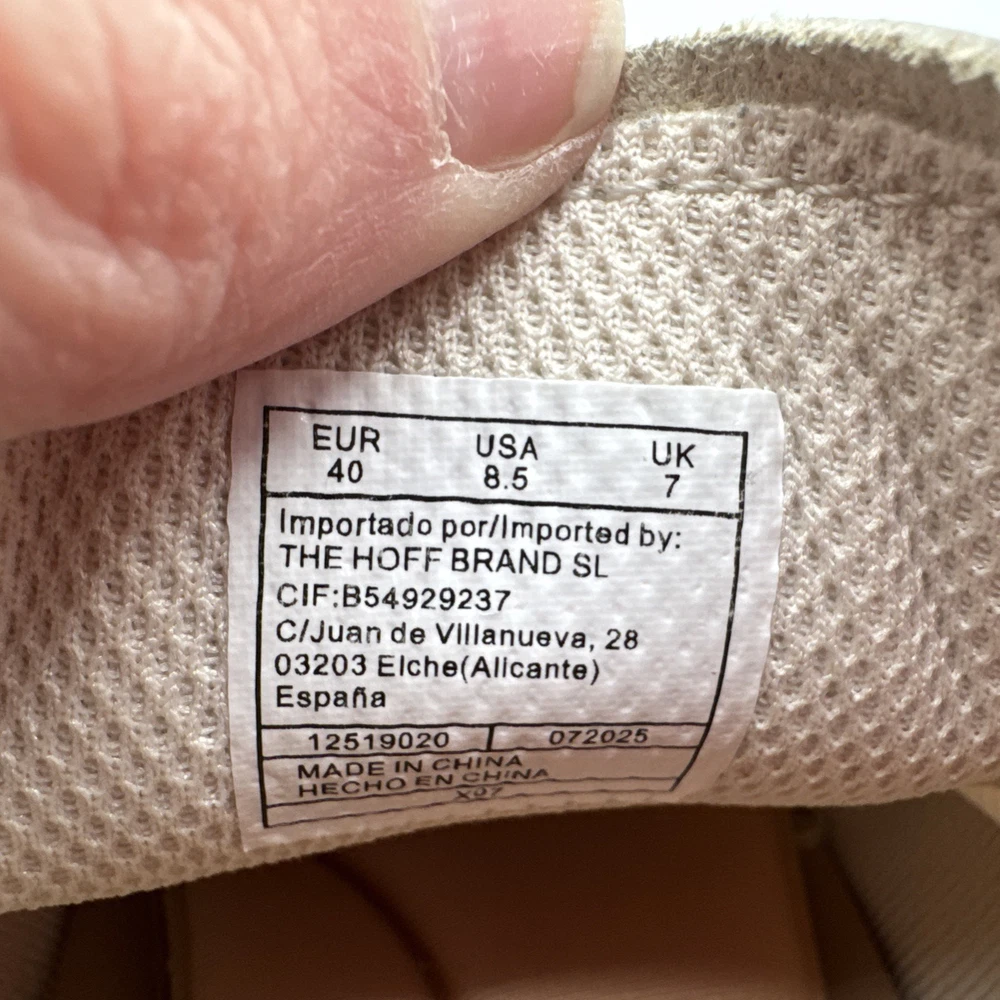 EUR USA UK
40 8.5 7
Importado por/Imported by:
THE HOFF BRAND SL
CIF:B54929237
C/Juan de Villanueva, 28
03203 Elche(Alicante)
España
12519020 072025
MADE IN CHINA
HECHO EN CHINA
X07